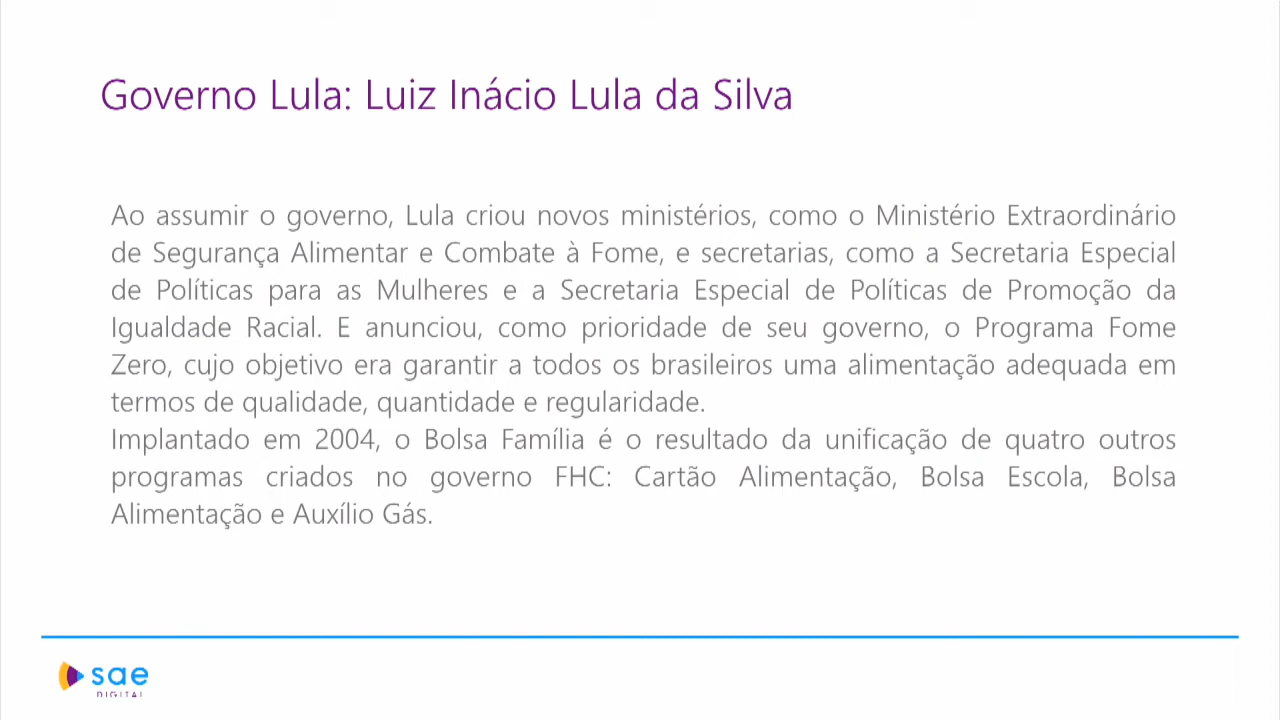 Governo Lula: Luiz Inácio Lula da Silva
Ao assumir o governo, Lula criou novos ministérios, como o Ministério Extraordinário
de Segurança Alimentar e Combate à Fome, e secretarias, como a Secretaria Especial
de Políticas para as Mulheres e a Secretaria Especial de Políticas de Promoção da
Igualdade Racial. E anunciou, como prioridade de seu governo, o Programa Fome
Zero, cujo objetivo era garantir a todos os brasileiros uma alimentação adequada em
termos de qualidade, quantidade e regularidade.
Implantado em 2004, o Bolsa Família é o resultado da unificação de quatro outros
programas criados no governo FHC: Cartão Alimentação, Bolsa Escola, Bolsa
Alimentação e Auxílio Gás.
sae
DIGITAL